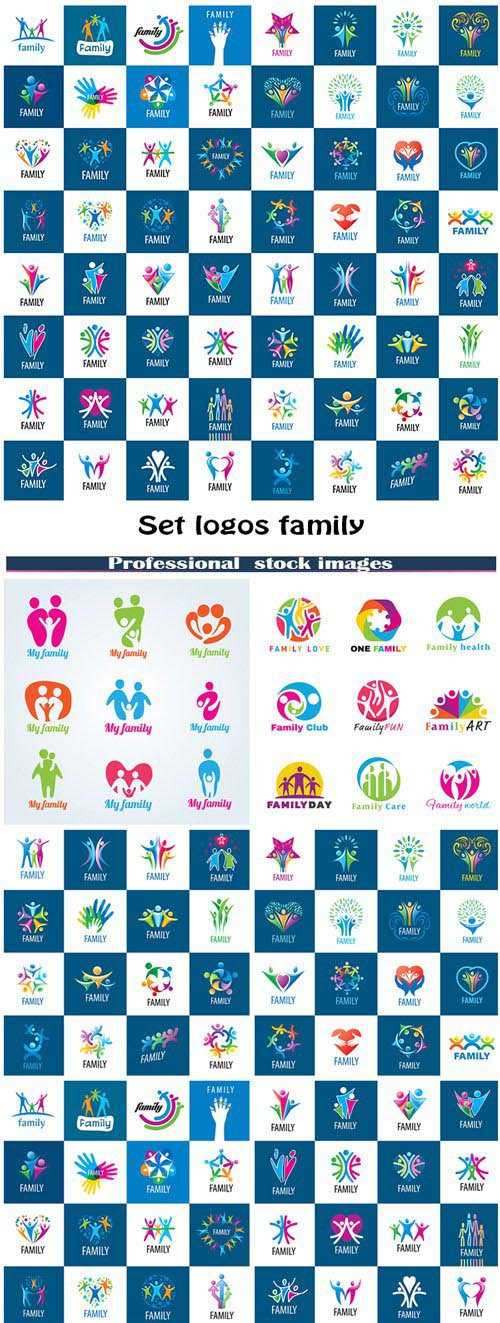 family Family family FAMILY FAMILY FAMILY FAMILY FAMILY
FAMILY FAMILY FAMILY FAMILY FAMILY FAMILY FAMILY FAMILY
FAMILY FAMILY FAMILY FAMILY FAMILY FAMILY FAMILY FAMILY
FAMILY FAMILY FAMILY FAMILY FAMILY FAMILY FAMILY FAMILY
FAMILY FAMILY FAMILY FAMILY FAMILY FAMILY FAMILY FAMILY
FAMILY FAMILY FAMILY FAMILY FAMILY FAMILY FAMILY FAMILY
FAMILY FAMILY FAMILY FAMILY FAMILY FAMILY FAMILY FAMILY
FAMILY FAMILY FAMILY FAMILY FAMILY FAMILY FAMILY FAMILY
Set logos family
Professional stock images
My family My family My family FAMILY LOVE ONE FAMILY Family health
My family My family My family Family Club Family FUN Family ART
My family My family My family FAMILY DAY Family Care Family world
FAMILY FAMILY FAMILY FAMILY FAMILY FAMILY FAMILY FAMILY
FAMILY FAMILY FAMILY FAMILY FAMILY FAMILY FAMILY FAMILY
FAMILY FAMILY FAMILY FAMILY FAMILY FAMILY FAMILY FAMILY
FAMILY FAMILY FAMILY FAMILY FAMILY FAMILY FAMILY FAMILY
family Family family FAMILY FAMILY FAMILY FAMILY FAMILY
FAMILY FAMILY FAMILY FAMILY FAMILY FAMILY FAMILY FAMILY
FAMILY FAMILY FAMILY FAMILY FAMILY FAMILY FAMILY FAMILY
FAMILY FAMILY FAMILY FAMILY FAMILY FAMILY FAMILY FAMILY